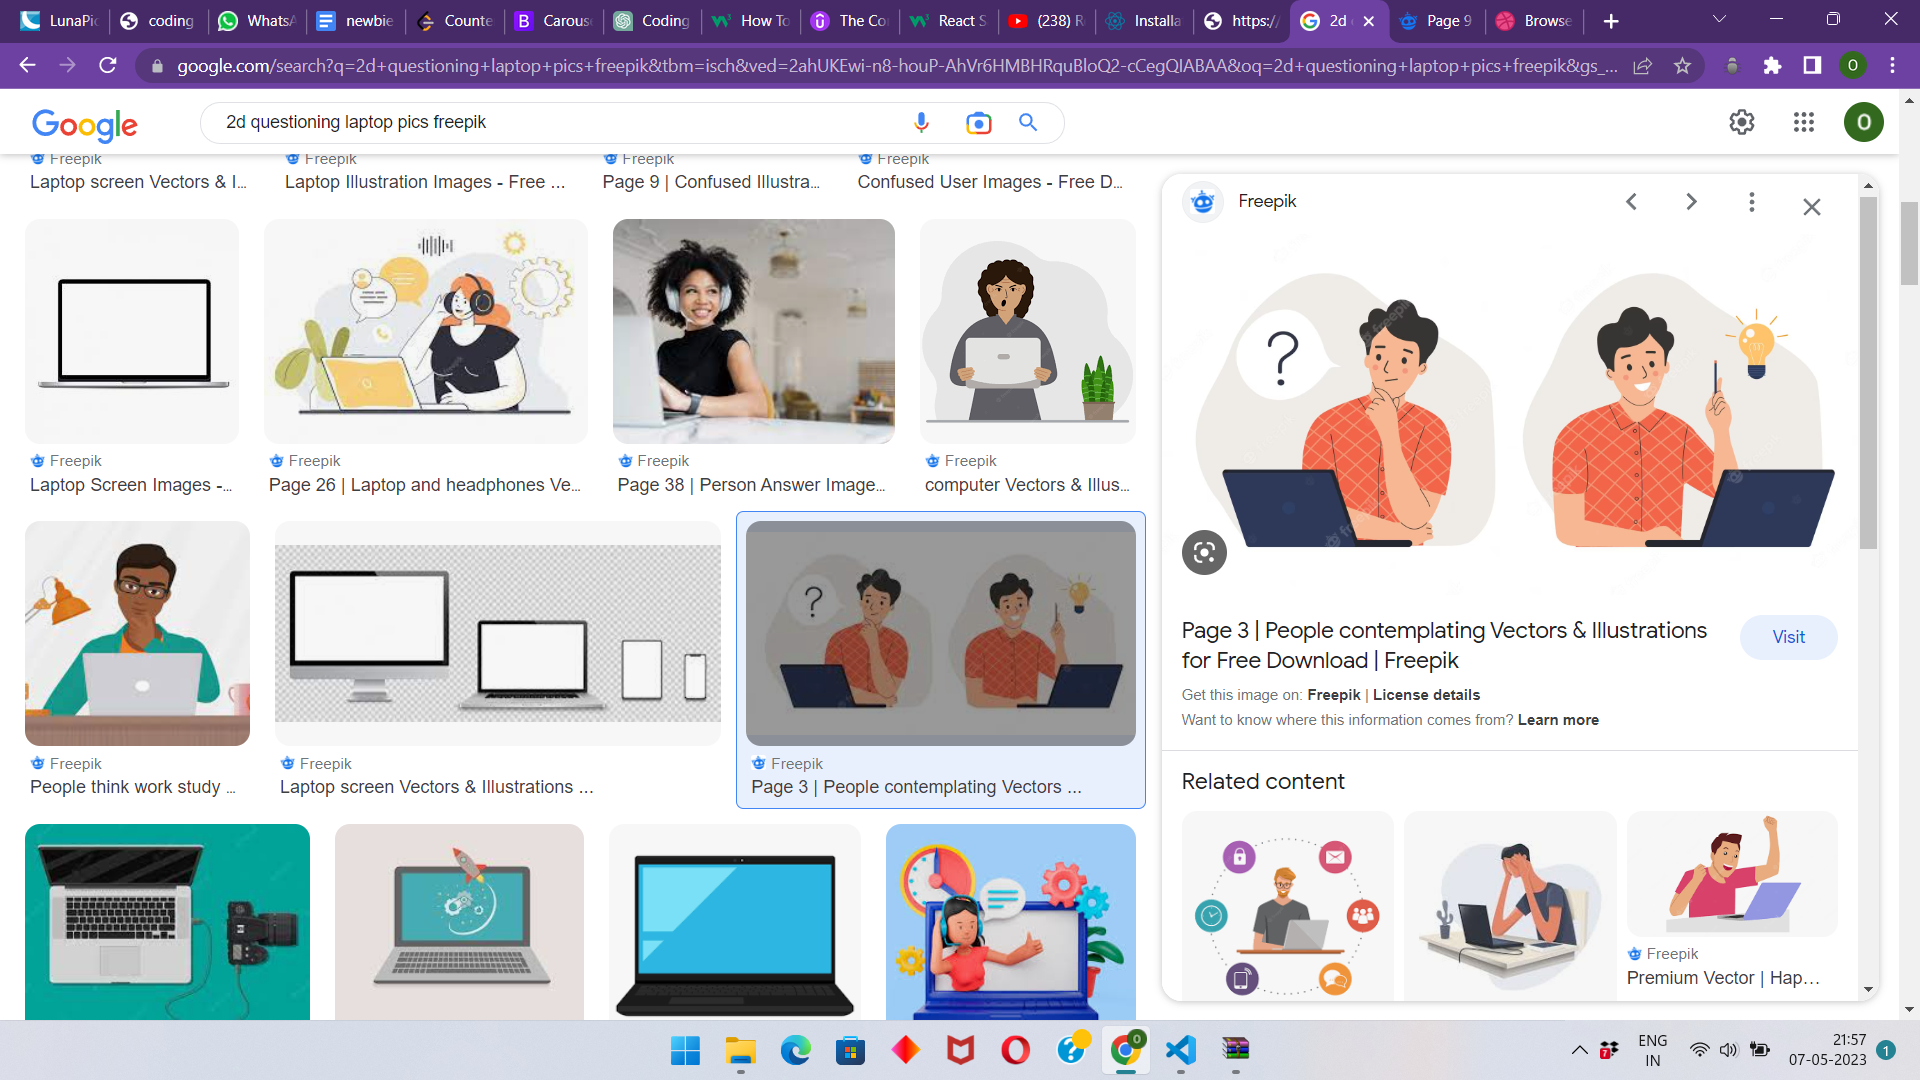 LunaPic
coding
WhatsA
newbie
Counte
Carous
Coding
How To
The Co
React S
(238) R
Installa
https:/
2d
Page 9
Browse
google.com/search?q=2d+questioning+laptop+pics+freepik&tbm=isch&ved=2ahUKEwi-n8-houP-AhVr6HMBHRquBloQ2-cCegQIABAA&oq=2d+questioning+laptop+pics+freepik&gs_...
O
Google
2d questioning laptop pics freepik
O
Freepik
Freepik
Freepik
Freepik
Laptop screen Vectors & I...
Laptop Illustration Images - Free ...
Page 9 | Confused Illustra...
Confused User Images - Free D...
Freepik
?
Freepik
Freepik
Freepik
Freepik
Laptop Screen Images -...
Page 26 | Laptop and headphones Ve...
Page 38 | Person Answer Image...
computer Vectors & Illus...
?
Page 3 | People contemplating Vectors & Illustrations
for Free Download | Freepik
Visit
Get this image on: Freepik | License details
Want to know where this information comes from? Learn more
Freepik
Freepik
Freepik
People think work study ...
Laptop screen Vectors & Illustrations ...
Page 3 | People contemplating Vectors ...
Related content
Freepik
Premium Vector | Hap...
7
ENG
IN
21:57
07-05-2023
1